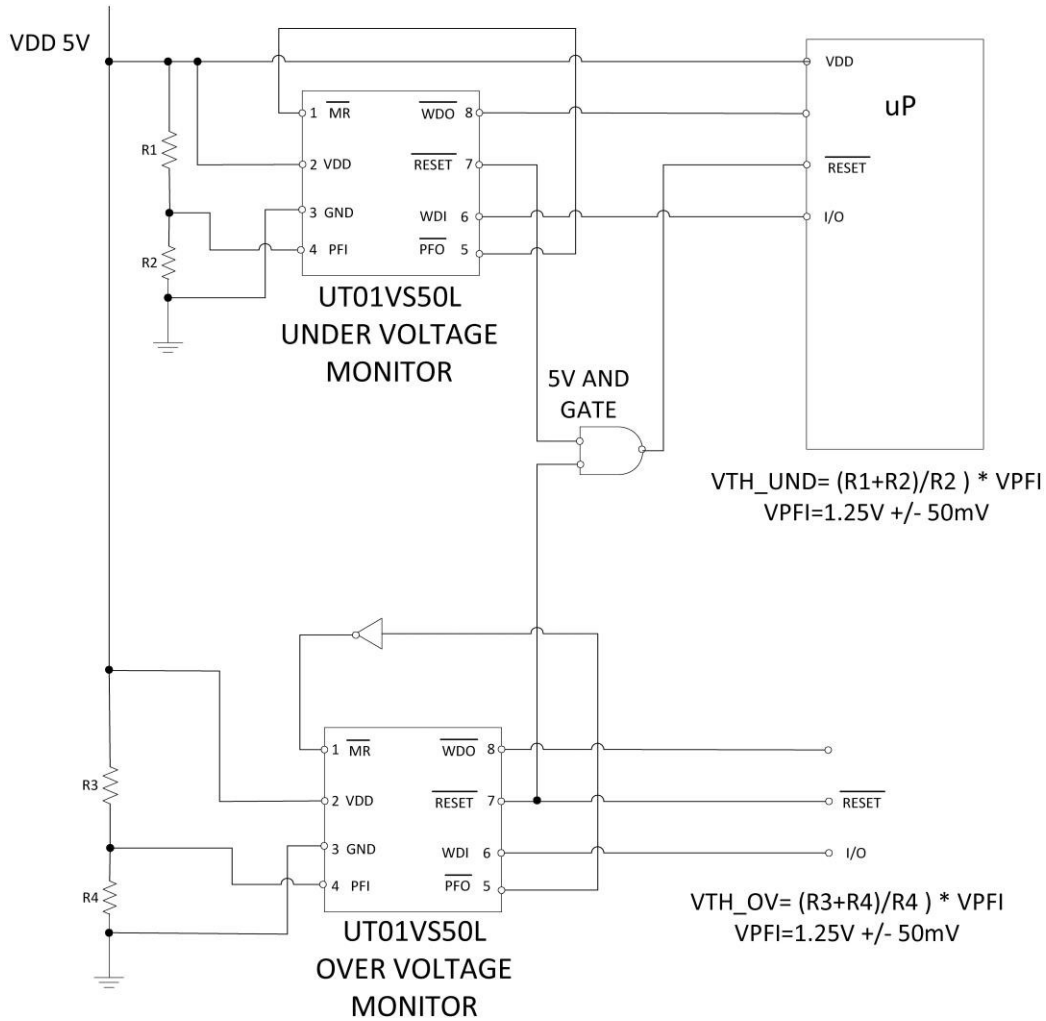 VDD 5V
R1
R2
1 MR
2 VDD
3 GND
4 PFI
WDO 8
RESET 7
WDI 6
PFO 5
UT01VS50L
UNDER VOLTAGE
MONITOR
VDD
uP
RESET
I/O
5V AND
GATE
VTH_UND= (R1+R2)/R2 ) * VPFI
VPFI=1.25V +/- 50mV
R3
R4
1 MR
2 VDD
3 GND
4 PFI
WDO 8
RESET 7
WDI 6
PFO 5
UT01VS50L
OVER VOLTAGE
MONITOR
RESET
I/O
VTH_OV= (R3+R4)/R4 ) * VPFI
VPFI=1.25V +/- 50mV